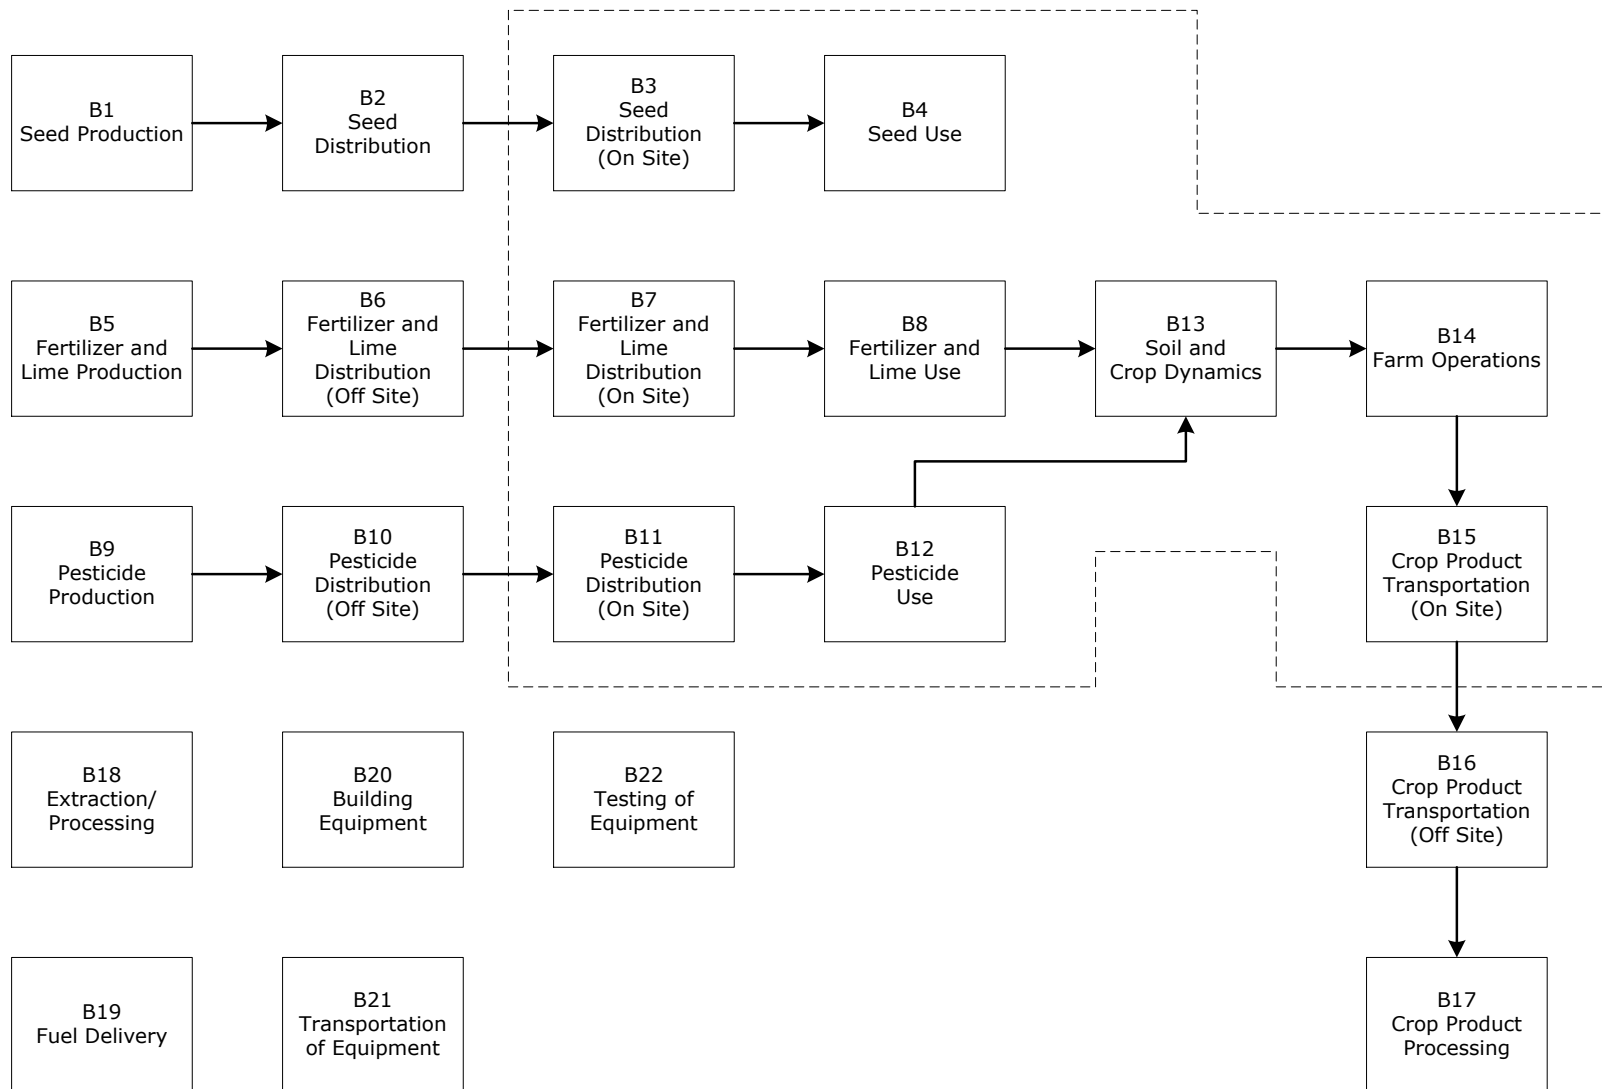 B1
Seed Production
B2
Seed
Distribution
B3
Seed
Distribution
(On Site)
B4
Seed Use
B5
Fertilizer and
Lime Production
B6
Fertilizer and
Lime
Distribution
(Off Site)
B7
Fertilizer and
Lime
Distribution
(On Site)
B8
Fertilizer and
Lime Use
B13
Soil and
Crop Dynamics
B14
Farm Operations
B9
Pesticide
Production
B10
Pesticide
Distribution
(Off Site)
B11
Pesticide
Distribution
(On Site)
B12
Pesticide
Use
B15
Crop Product
Transportation
(On Site)
B18
Extraction/
Processing
B20
Building
Equipment
B22
Testing of
Equipment
B16
Crop Product
Transportation
(Off Site)
B19
Fuel Delivery
B21
Transportation
of Equipment
B17
Crop Product
Processing